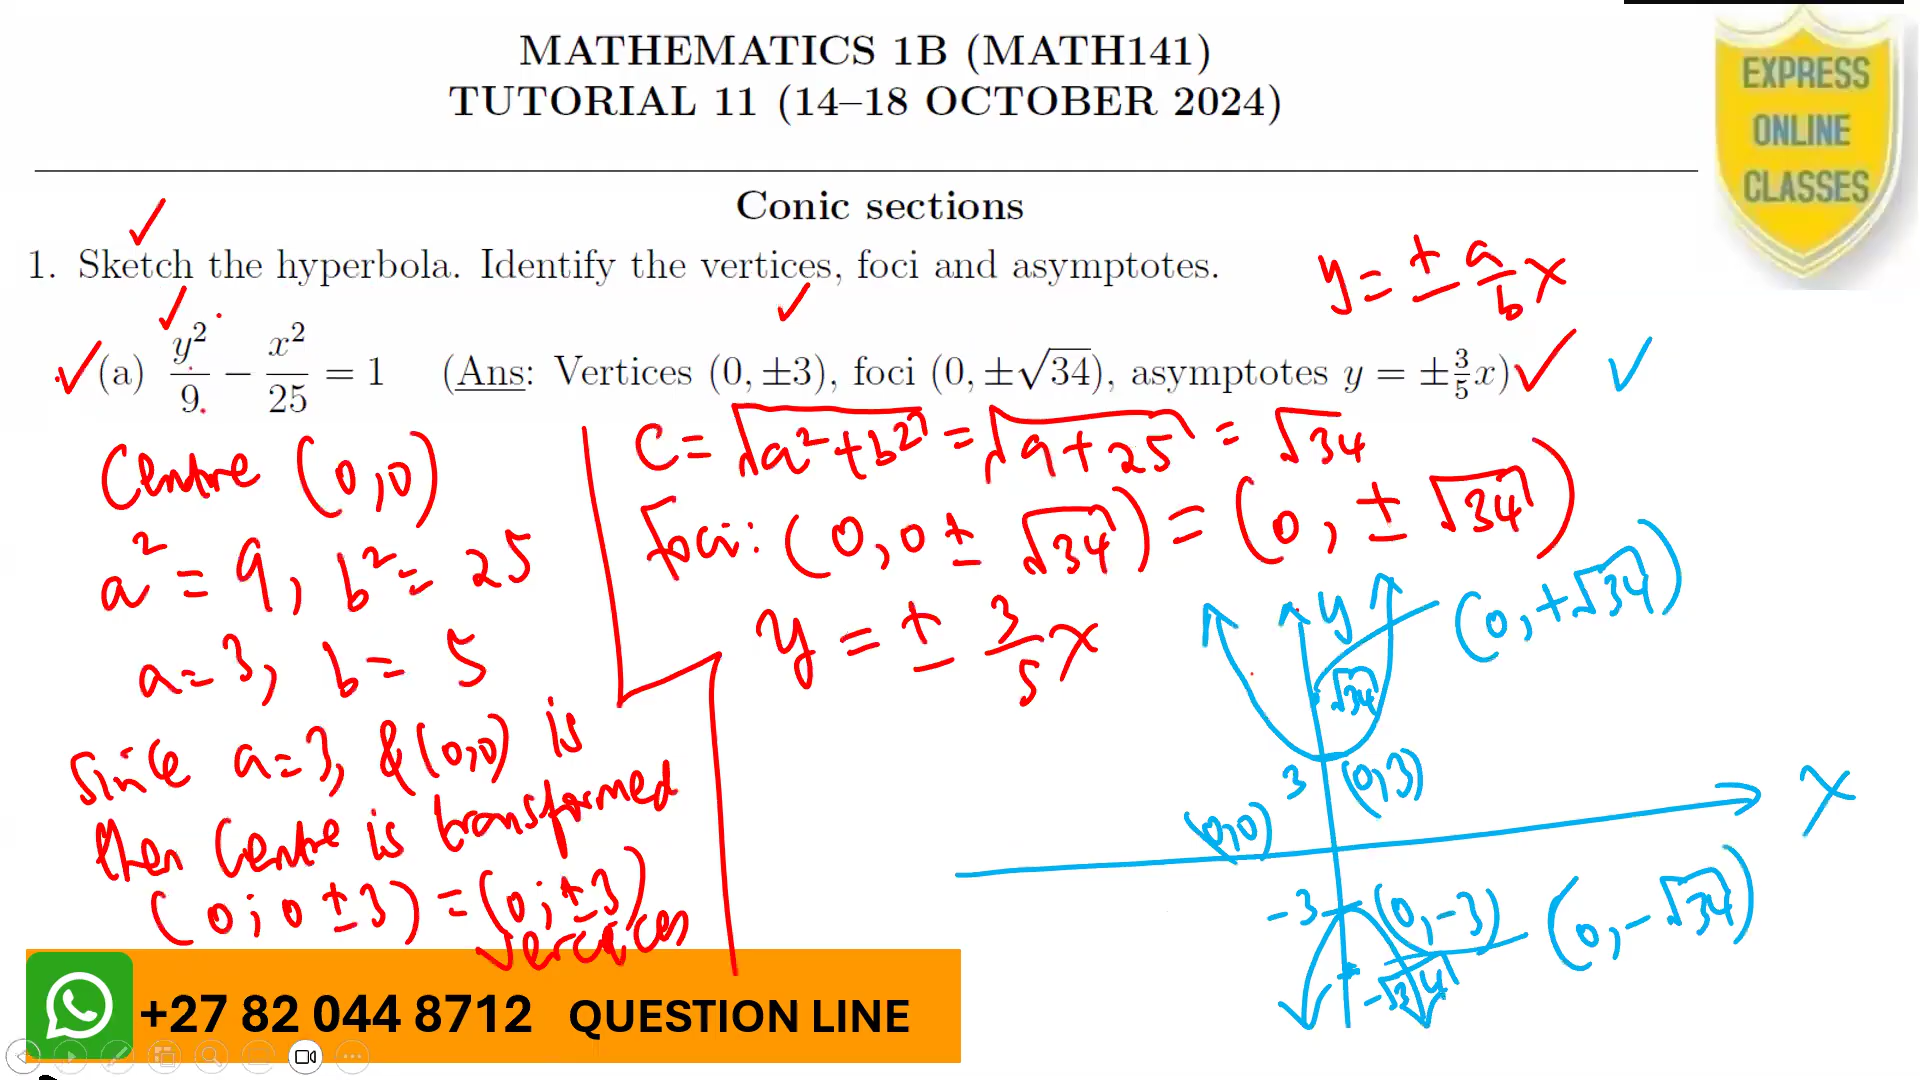 MATHEMATICS 1B (MATH141)
TUTORIAL 11 (14–18 OCTOBER 2024)
EXPRESS
ONLINE
CLASSES
Conic sections
1. Sketch the hyperbola. Identify the vertices, foci and asymptotes.
y = ± a/b x
(a) y²/9 − x²/25 = 1 (Ans: Vertices (0, ±3), foci (0, ±√34), asymptotes y = ±3/5x)
Centre (0,0)
a² = 9, b² = 25
a=3, b = 5
since a=3, & (0,0) is
then Centre is transformed
(0; 0 ±3) = (0; ±3)
vertices
C = √a²+b² = √9+25 = √34
foci: (0, 0 ± √34) = (0, ± √34)
y = ± 3/5 x
y
(0, +√34)
√34
3 (0,3)
x
(0,0)
-3 (0,-3) (0,-√34)
-√34
+27 82 044 8712 QUESTION LINE